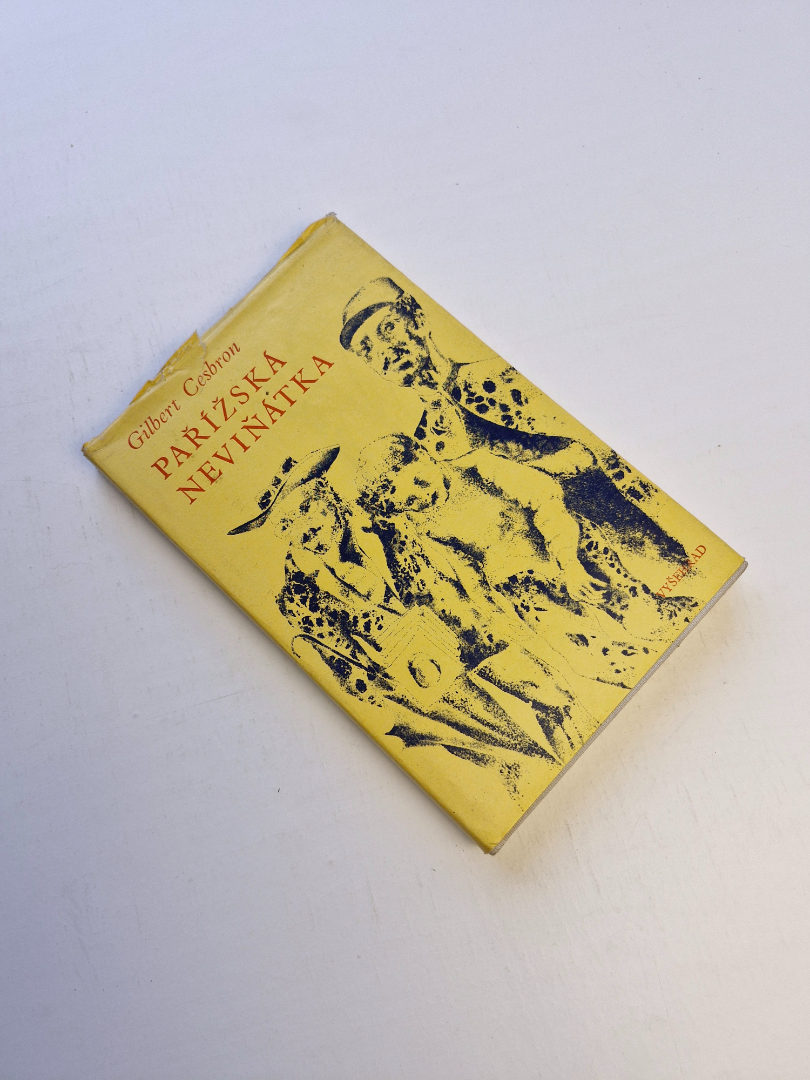 Gilbert Cesbron
PAŘÍŽSKÁ
NEVIŇÁTKA
VYŠEHRAD